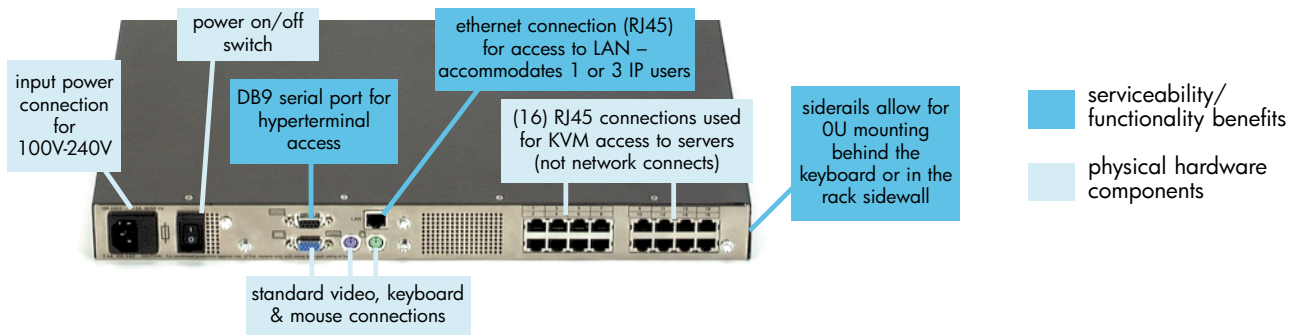 power on/off
switch
ethernet connection (RJ45)
for access to LAN –
accommodates 1 or 3 IP users
input power
connection
for
100V-240V
DB9 serial port for
hyperterminal
access
(16) RJ45 connections used
for KVM access to servers
(not network connects)
siderails allow for
0U mounting
behind the
keyboard or in the
rack sidewall
serviceability/
functionality benefits
physical hardware
components
LAN
standard video, keyboard
& mouse connections